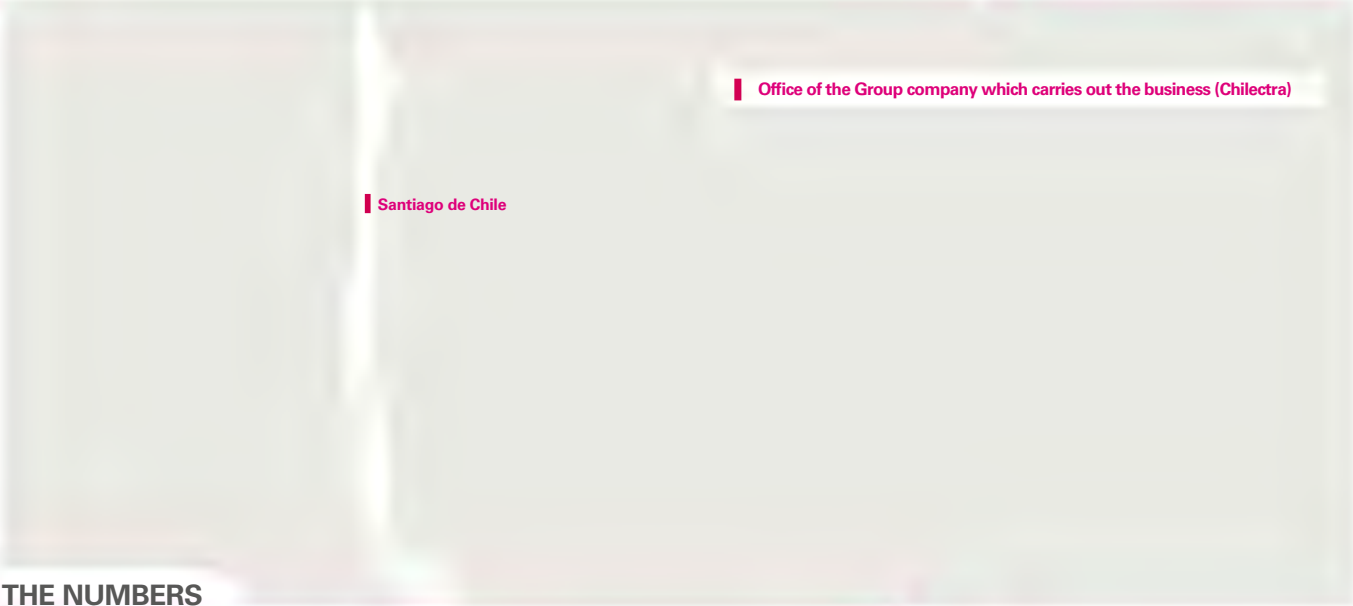 Office of the Group company which carries out the business (Chilectra)
Santiago de Chile
THE NUMBERS